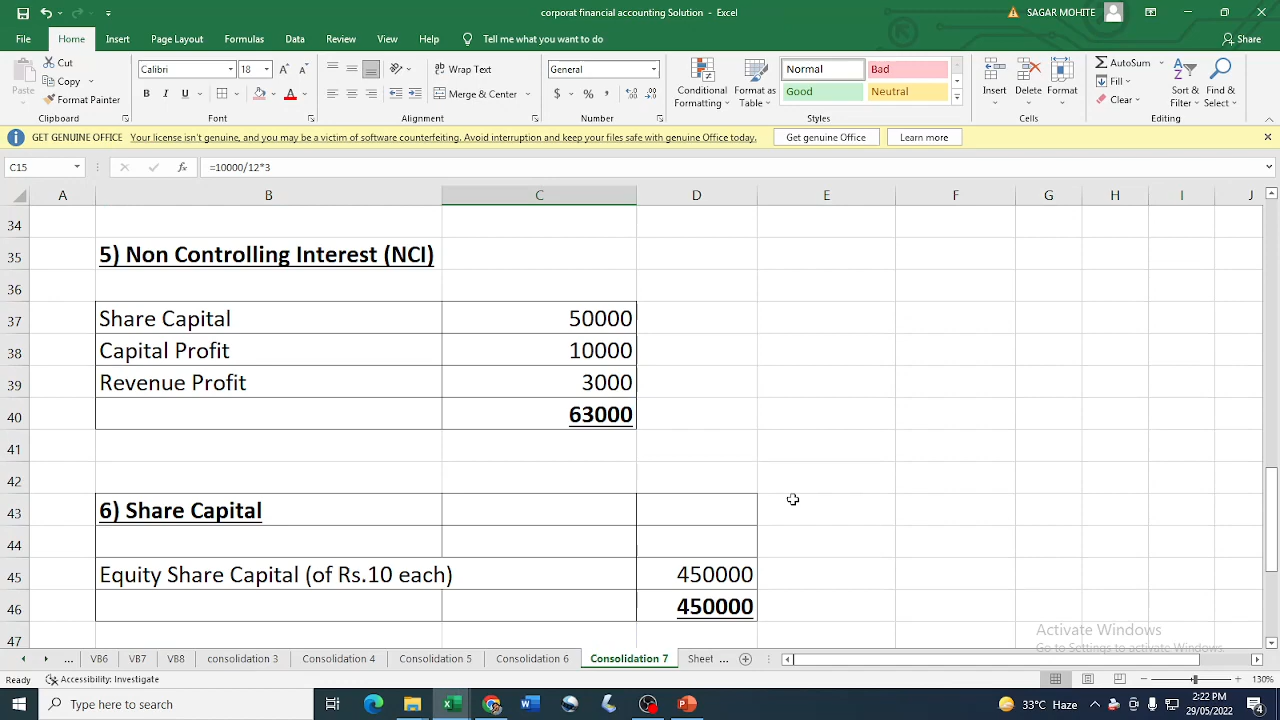 corporat financial accounting Solution - Excel
SAGAR MOHITE
File Home Insert Page Layout Formulas Data Review View Help Tell me what you want to do Share
Paste Cut Copy Format Painter Clipboard
Calibri 18 Font
Wrap Text Merge & Center Alignment
General Number
Conditional Formatting Format as Table Normal Bad Good Neutral Styles
Insert Delete Format Cells
AutoSum Fill Clear Sort & Filter Find & Select Editing
GET GENUINE OFFICE Your license isn't genuine, and you may be a victim of software counterfeiting. Avoid interruption and keep your files safe with genuine Office today. Get genuine Office Learn more
C15 fx =10000/12*3
A B C D E F G H I J
34
35 5) Non Controlling Interest (NCI)
36
37 Share Capital 50000
38 Capital Profit 10000
39 Revenue Profit 3000
40 63000
41
42
43 6) Share Capital
44
45 Equity Share Capital (of Rs.10 each) 450000
46 450000
47
Activate Windows
Go to Settings to activate Windows.
... VB6 VB7 VB8 consolidation 3 Consolidation 5 Consolidation 6 Consolidation 7 Sheet ...
Ready Accessibility: Investigate 130%
Type here to search 33°C Haze 2:22 PM
29/05/2022